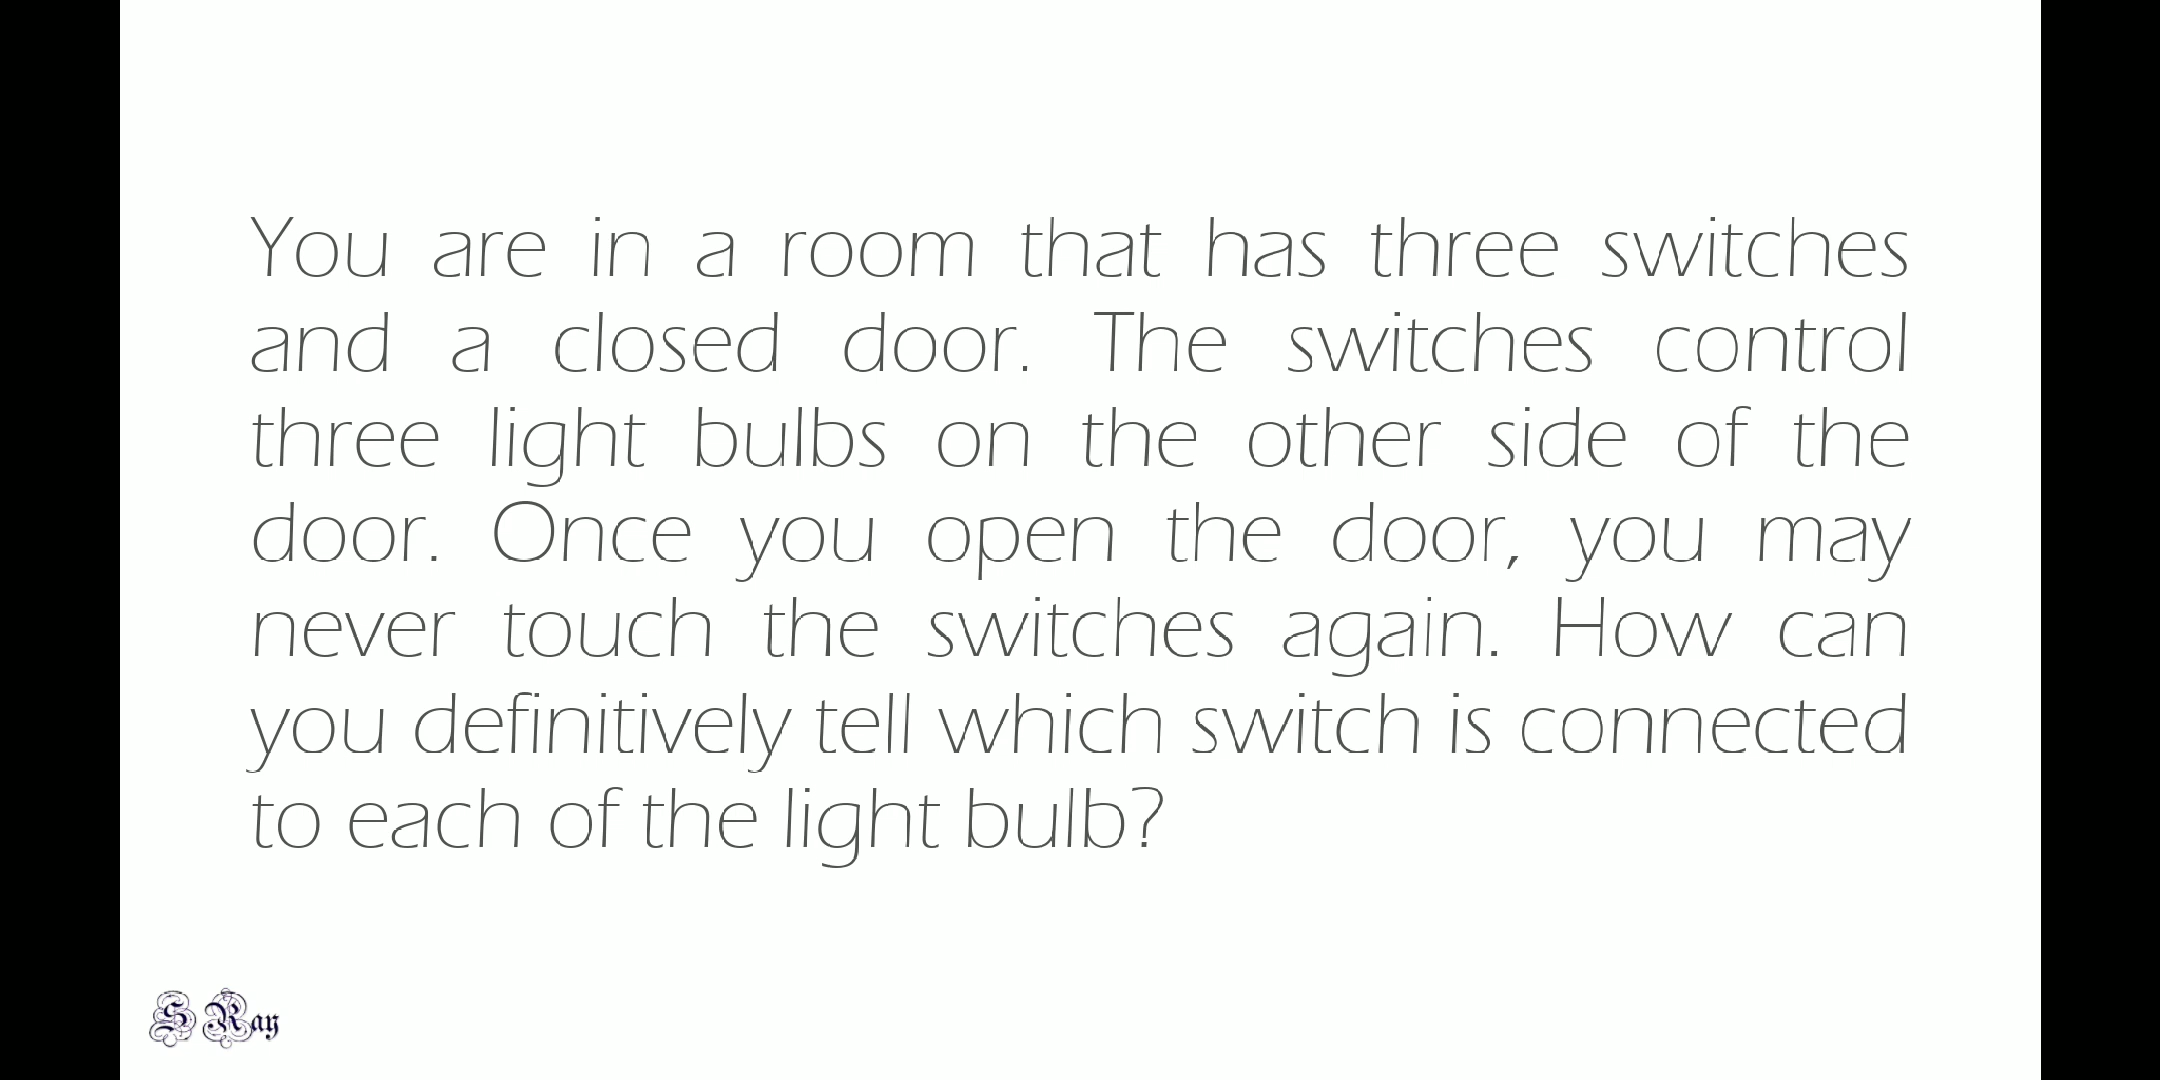 You are in a room that has three switches
and a closed door. The switches control
three light bulbs on the other side of the
door. Once you open the door, you may
never touch the switches again. How can
you definitively tell which switch is connected
to each of the light bulb?
S Ray